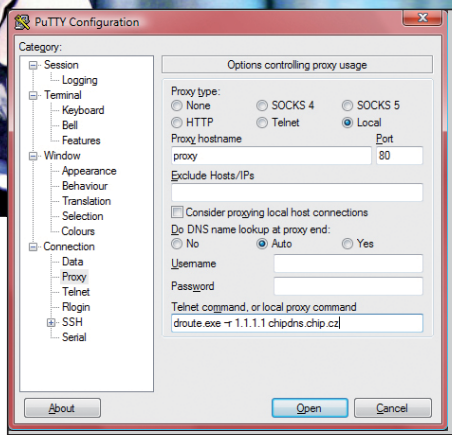 PuTTY Configuration
Category:
Session
Logging
Terminal
Keyboard
Bell
Features
Window
Appearance
Behaviour
Translation
Selection
Colours
Connection
Data
Proxy
Telnet
Rlogin
SSH
Serial
Options controlling proxy usage
Proxy type:
None SOCKS 4 SOCKS 5
HTTP Telnet Local
Proxy hostname Port
proxy 80
Exclude Hosts/IPs
Consider proxying local host connections
Do DNS name lookup at proxy end:
No Auto Yes
Username
Password
Telnet command, or local proxy command
droute.exe -r 1.1.1.1 chipdns.chip.cz
About Open Cancel